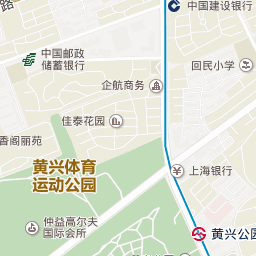 路
中国建设银行
中国邮政
储蓄银行
回民小学
企航商务
佳泰花园
香阁丽苑
黄兴体育
运动公园
上海银行
仲益高尔夫
国际会所
黄兴公园